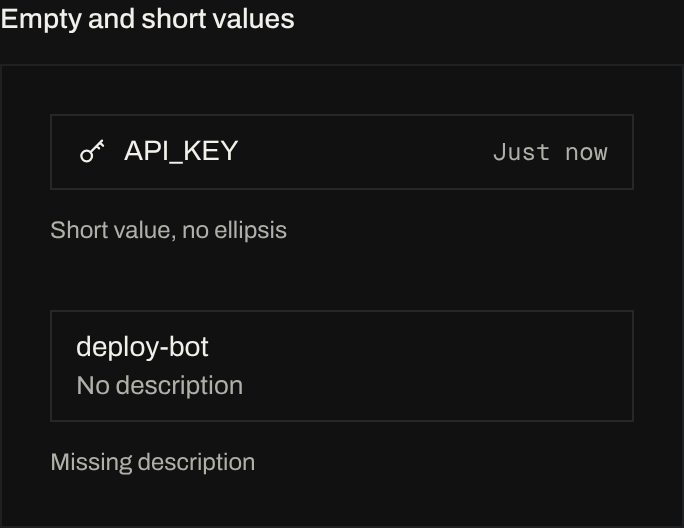 Empty and short values
API_KEY Just now
Short value, no ellipsis
deploy-bot
No description
Missing description